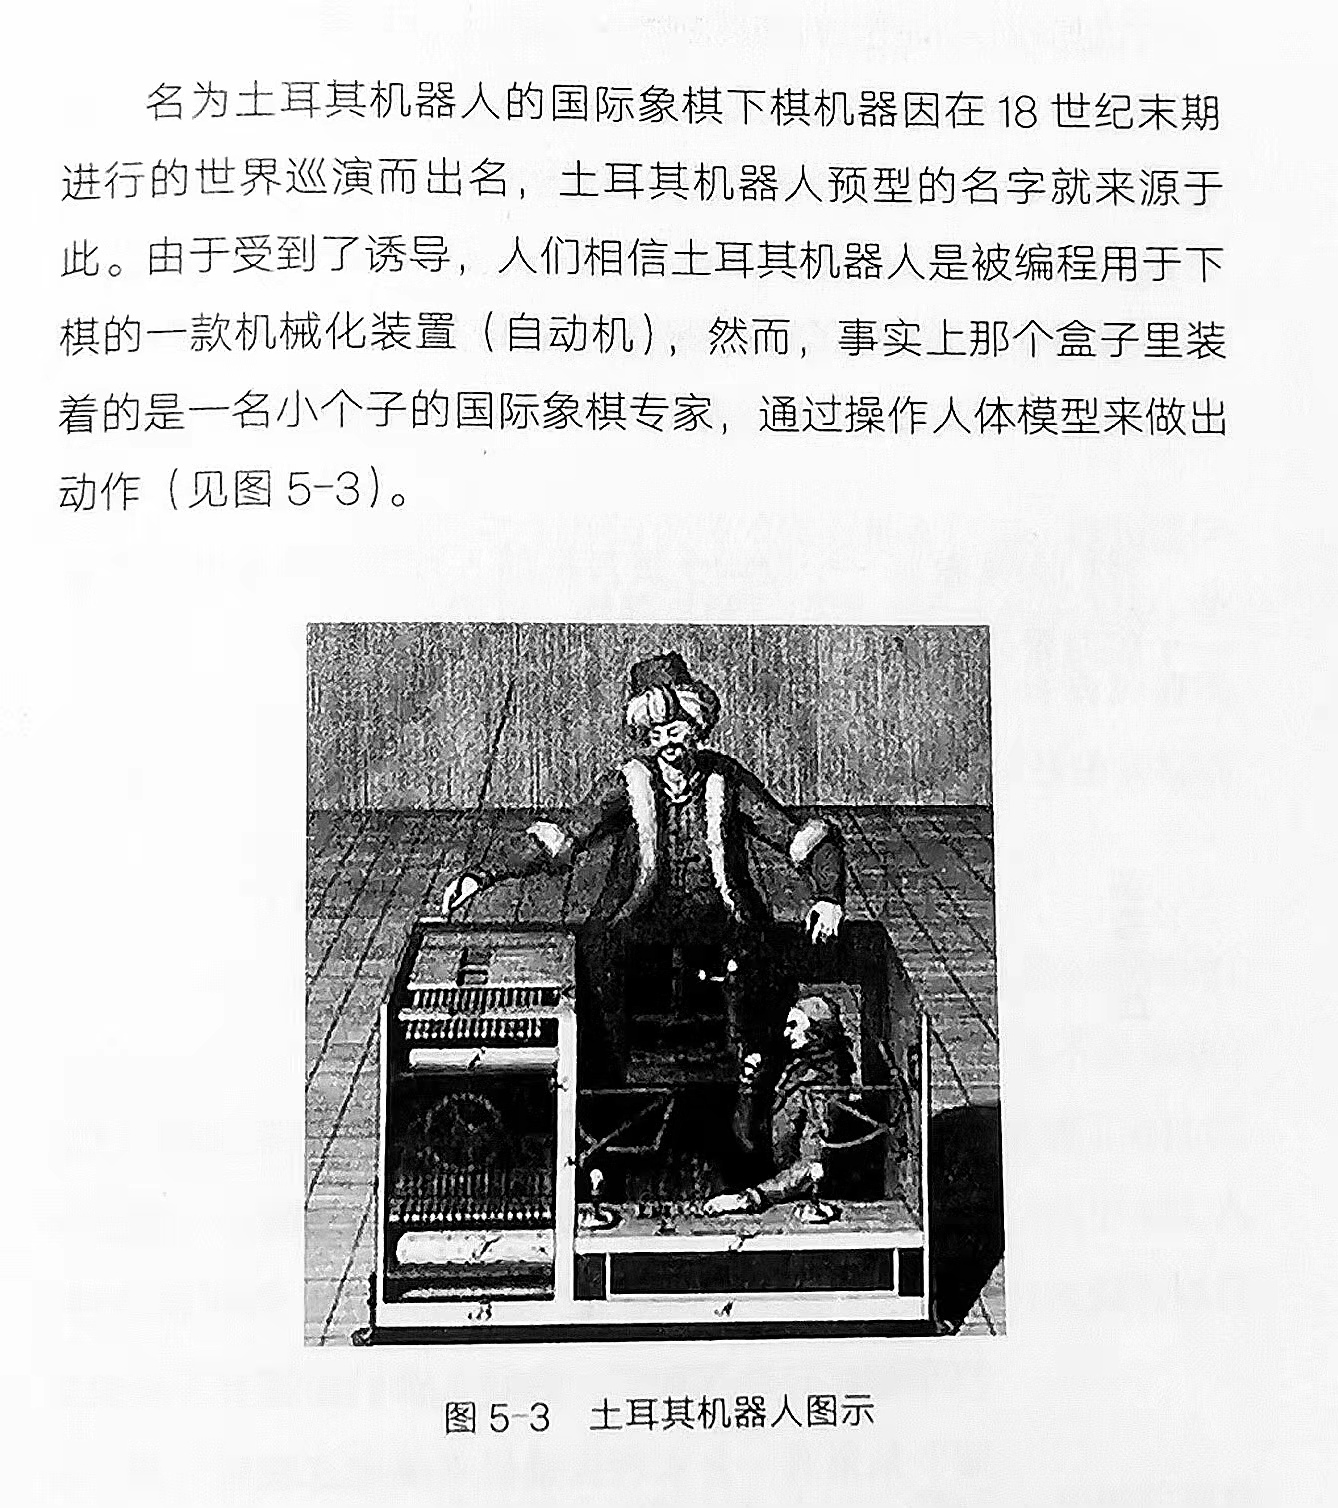 名为土耳其机器人的国际象棋下棋机器因在 18 世纪末期
进行的世界巡演而出名，土耳其机器人预型的名字就来源于
此。由于受到了诱导，人们相信土耳其机器人是被编程用于下
棋的一款机械化装置（自动机），然而，事实上那个盒子里装
着的是一名小个子的国际象棋专家，通过操作人体模型来做出
动作（见图 5-3）。
图 5-3　土耳其机器人图示